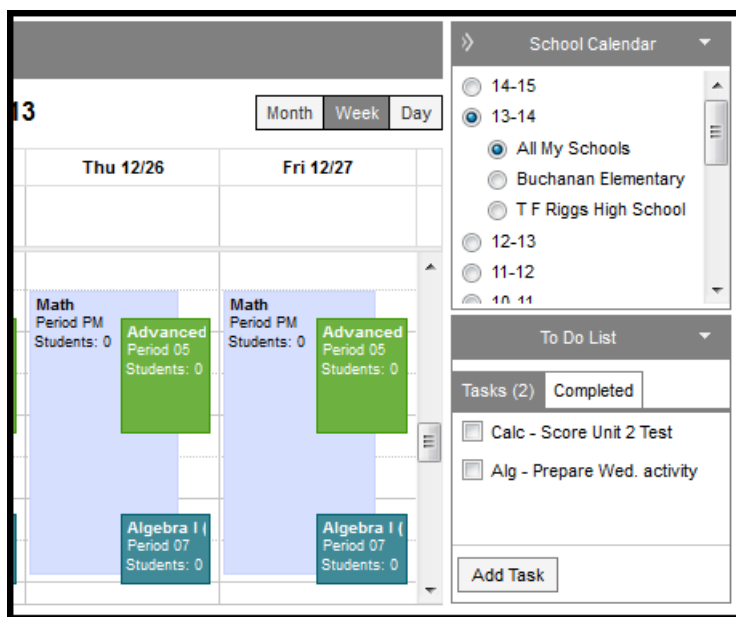 13
Month Week Day
Thu 12/26 Fri 12/27
Math
Period PM
Students: 0
Advanced
Period 05
Students: 0
Algebra I (
Period 07
Students: 0
Math
Period PM
Students: 0
Advanced
Period 05
Students: 0
Algebra I (
Period 07
Students: 0
School Calendar
14-15
13-14
All My Schools
Buchanan Elementary
T F Riggs High School
12-13
11-12
10-11
To Do List
Tasks (2) Completed
Calc - Score Unit 2 Test
Alg - Prepare Wed. activity
Add Task